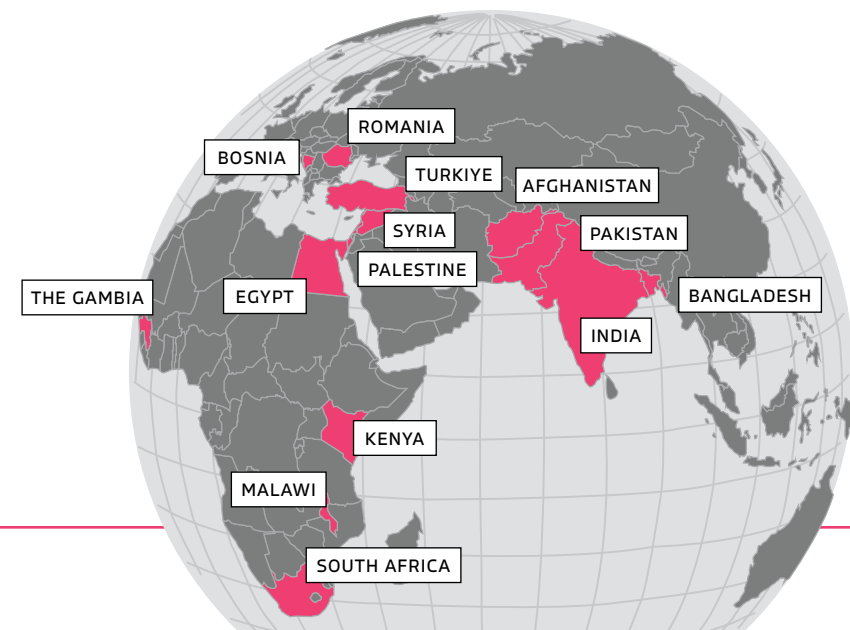 ROMANIA
BOSNIA
TURKIYE
AFGHANISTAN
SYRIA
PAKISTAN
PALESTINE
THE GAMBIA
EGYPT
BANGLADESH
INDIA
KENYA
MALAWI
SOUTH AFRICA